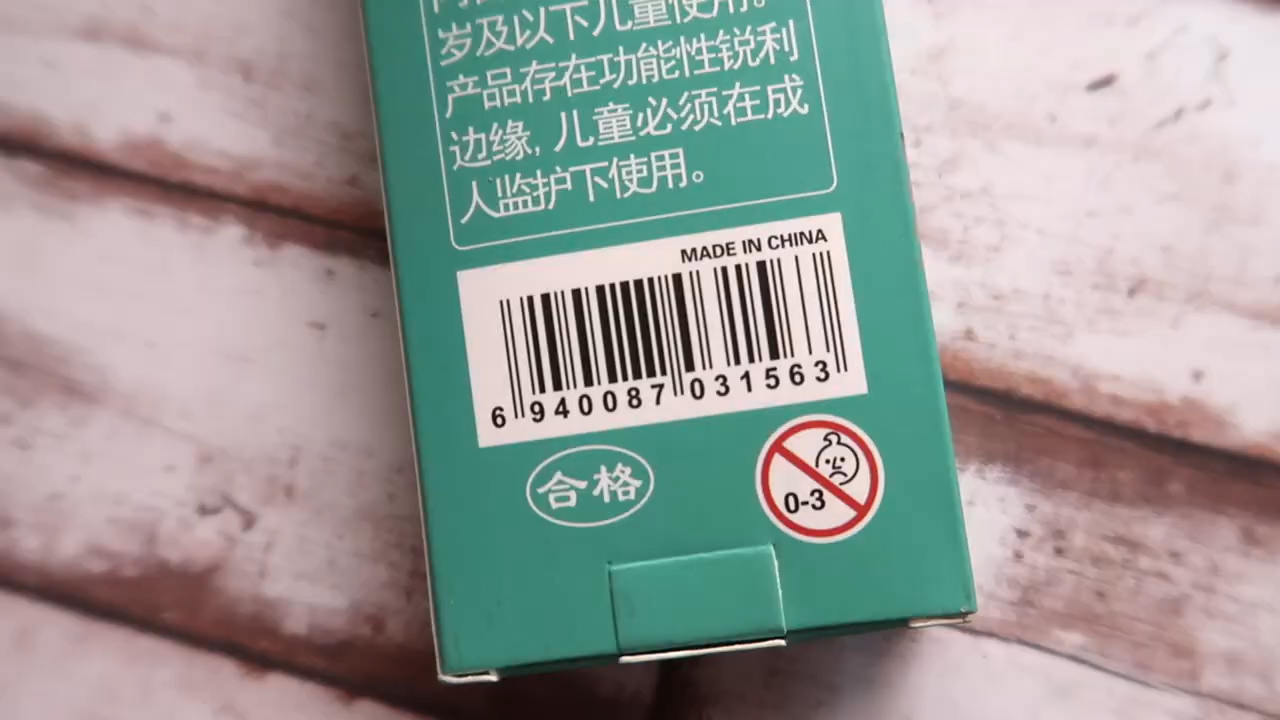 岁及以下儿童使用。
产品存在功能性锐利
边缘, 儿童必须在成
人监护下使用。
MADE IN CHINA
6 940087 031563
合格
0-3